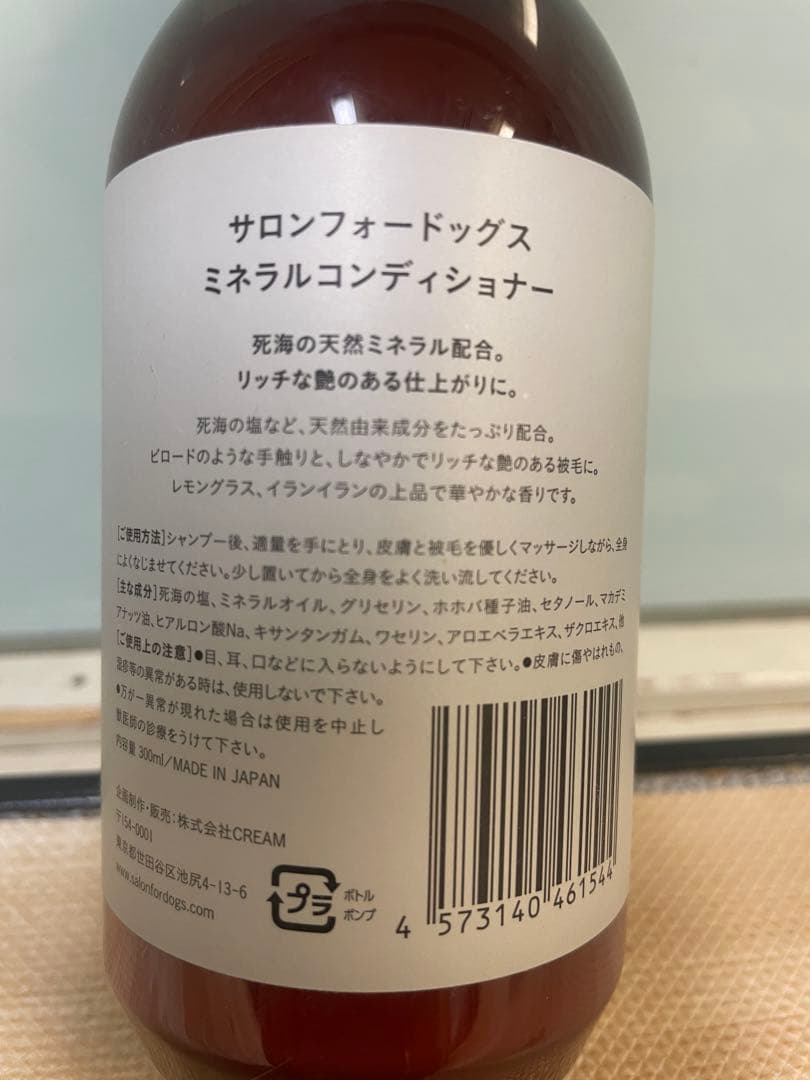 サロンフォードッグス
ミネラルコンディショナー
死海の天然ミネラル配合。
リッチな艶のある仕上がりに。
死海の塩など、天然由来成分をたっぷり配合。
ビロードのような手触りと、しなやかでリッチな艶のある被毛に。
レモングラス、イランイランの上品で華やかな香りです。
[ご使用方法]シャンプー後、適量を手にとり、皮膚と被毛を優しくマッサージしながら、全身
によくなじませてください。少し置いてから全身をよく洗い流してください。
[主な成分]死海の塩、ミネラルオイル、グリセリン、ホホバ種子油、セタノール、マカデミ
アナッツ油、ヒアルロン酸Na、キサンタンガム、ワセリン、アロエベラエキス、ザクロエキス、他
[ご使用上の注意]●目、耳、口などに入らないようにして下さい。●皮膚に傷やはれもの、
湿疹等の異常がある時は、使用しないで下さい。
●万が一異常が現れた場合は使用を中止し
獣医師の診療をうけて下さい。
内容量 300ml/MADE IN JAPAN
企画制作・販売:株式会社CREAM
〒154-0001
東京都世田谷区池尻4-13-6
www.salonfordogs.com
プラ
ボトル
ポンプ
4 573140 461544